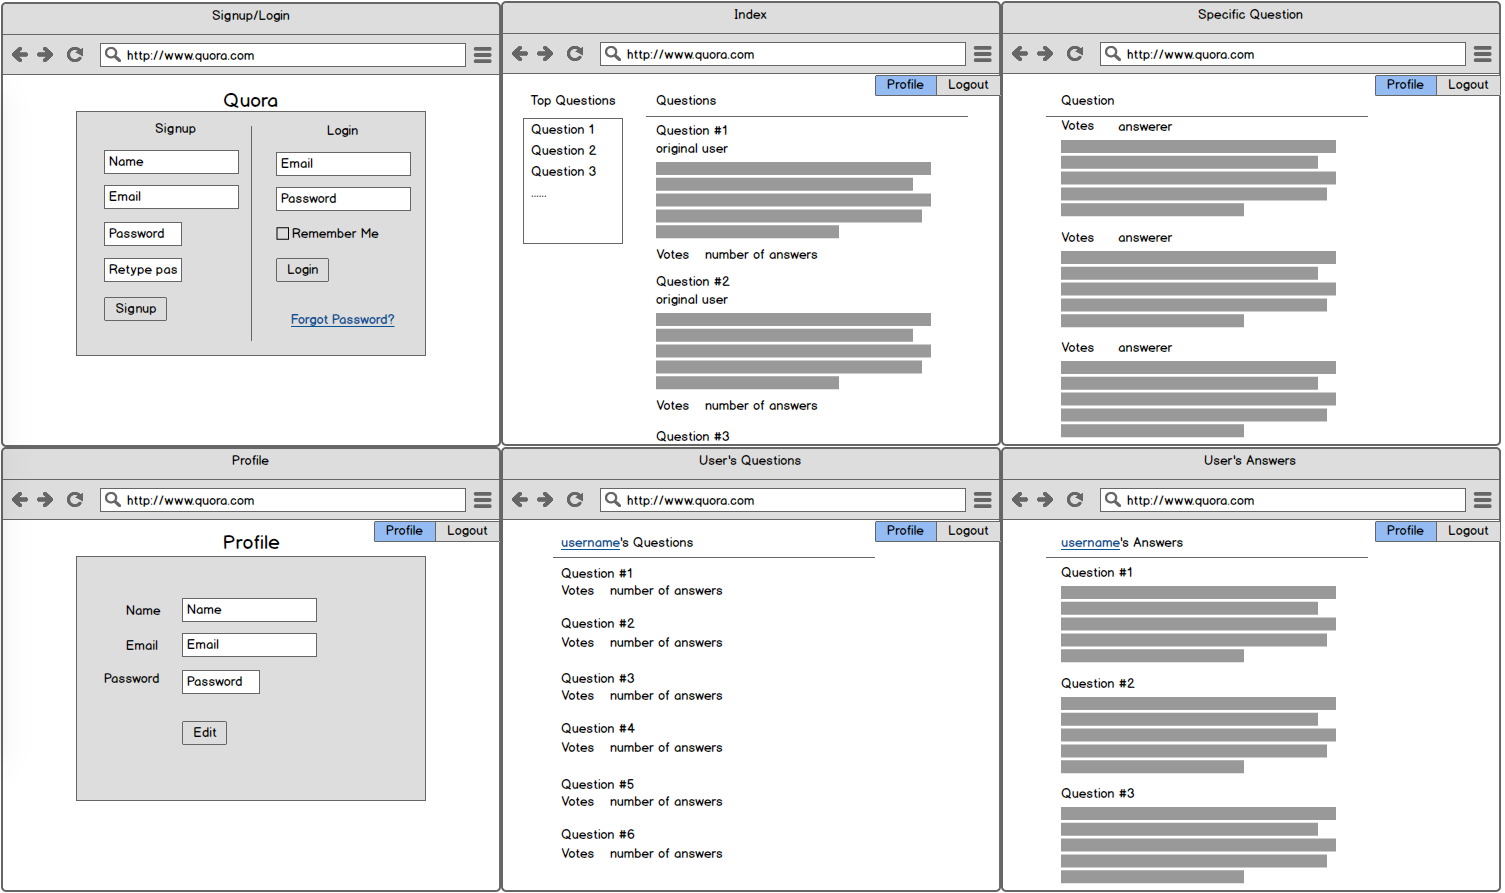 Signup/Login
http://www.quora.com
Quora
Signup
Name
Email
Password
Retype pas
Signup
Login
Email
Password
Remember Me
Login
Forgot Password?
Index
http://www.quora.com
Profile Logout
Top Questions
Question 1
Question 2
Question 3
......
Questions
Question #1
original user
Votes number of answers
Question #2
original user
Votes number of answers
Question #3
Specific Question
http://www.quora.com
Profile Logout
Question
Votes answerer
Votes answerer
Votes answerer
Profile
http://www.quora.com
Profile Logout
Profile
Name Name
Email Email
Password Password
Edit
User's Questions
http://www.quora.com
Profile Logout
username's Questions
Question #1
Votes number of answers
Question #2
Votes number of answers
Question #3
Votes number of answers
Question #4
Votes number of answers
Question #5
Votes number of answers
Question #6
Votes number of answers
User's Answers
http://www.quora.com
Profile Logout
username's Answers
Question #1
Question #2
Question #3